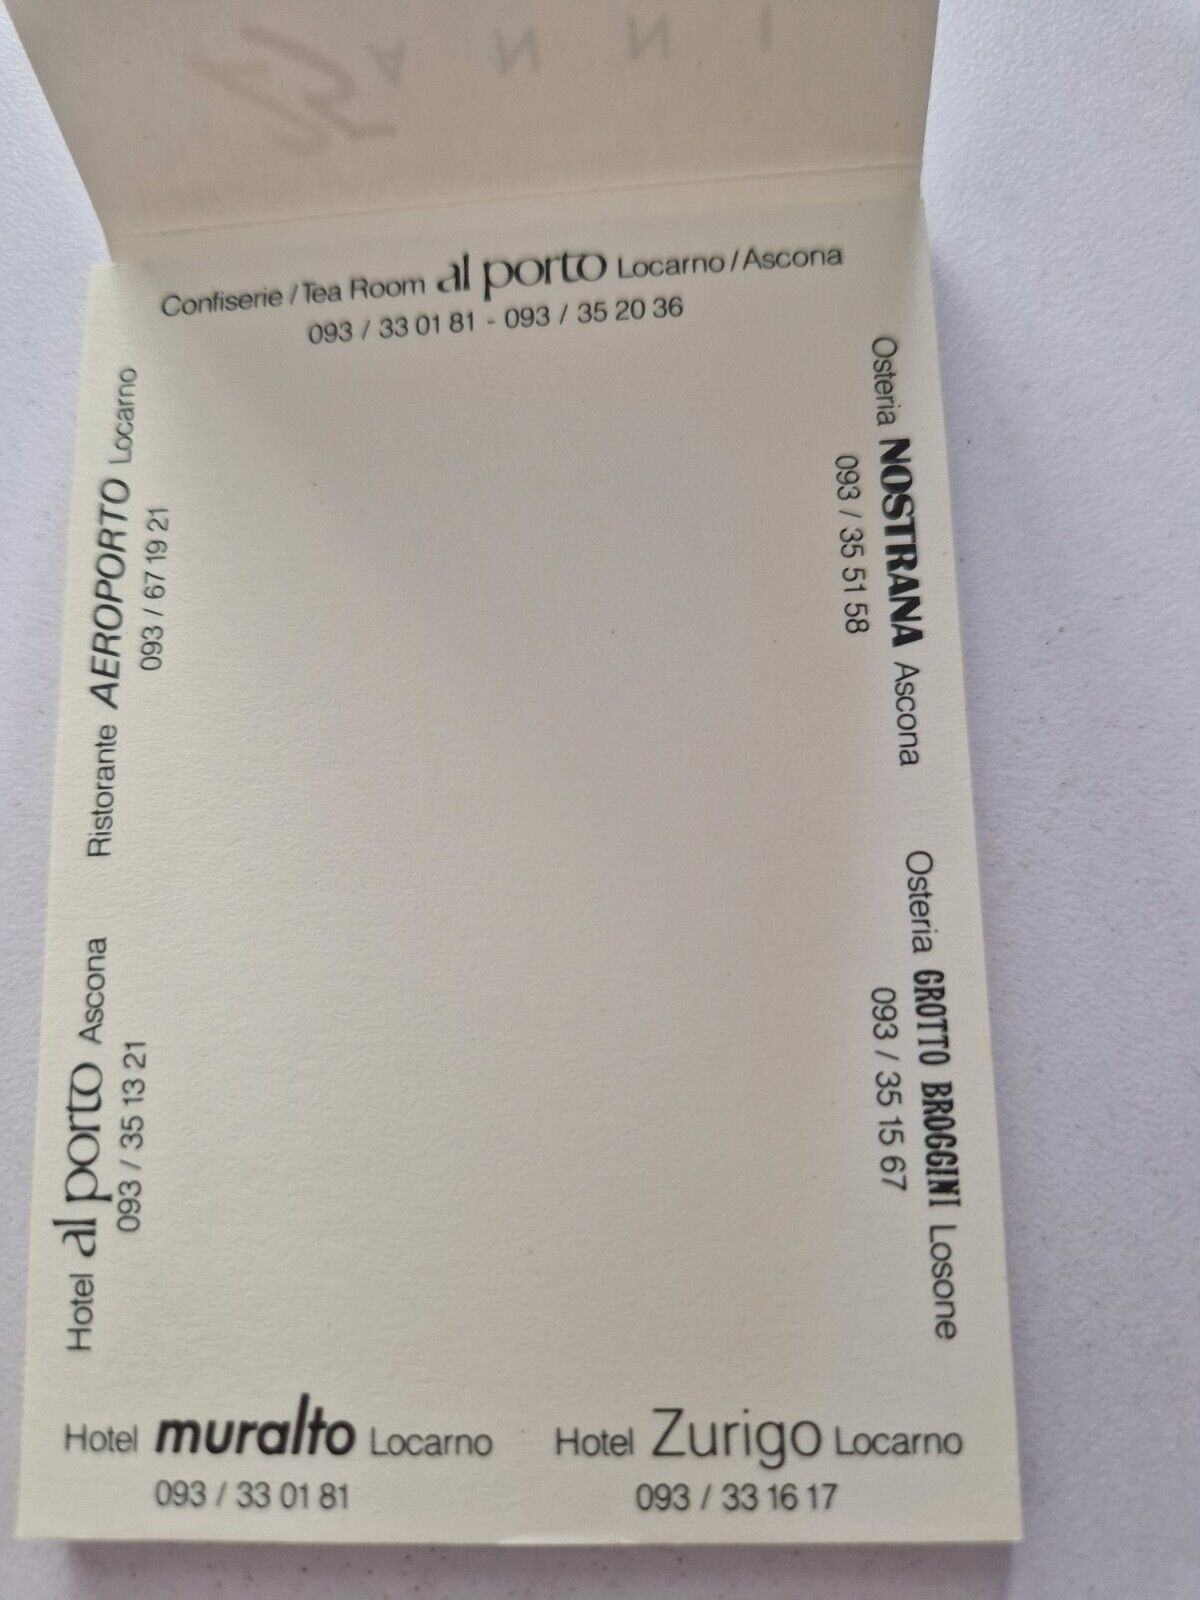 Confiserie / Tea Room al porto Locarno / Ascona
093 / 33 01 81 - 093 / 35 20 36
Osteria NOSTRANA Ascona
093 / 35 51 58
Osteria GROTTO BROGGINI Losone
093 / 35 15 67
Ristorante AEROPORTO Locarno
093 / 67 19 21
Hotel al porto Ascona
093 / 35 13 21
Hotel muralto Locarno
093 / 33 01 81
Hotel Zurigo Locarno
093 / 33 16 17